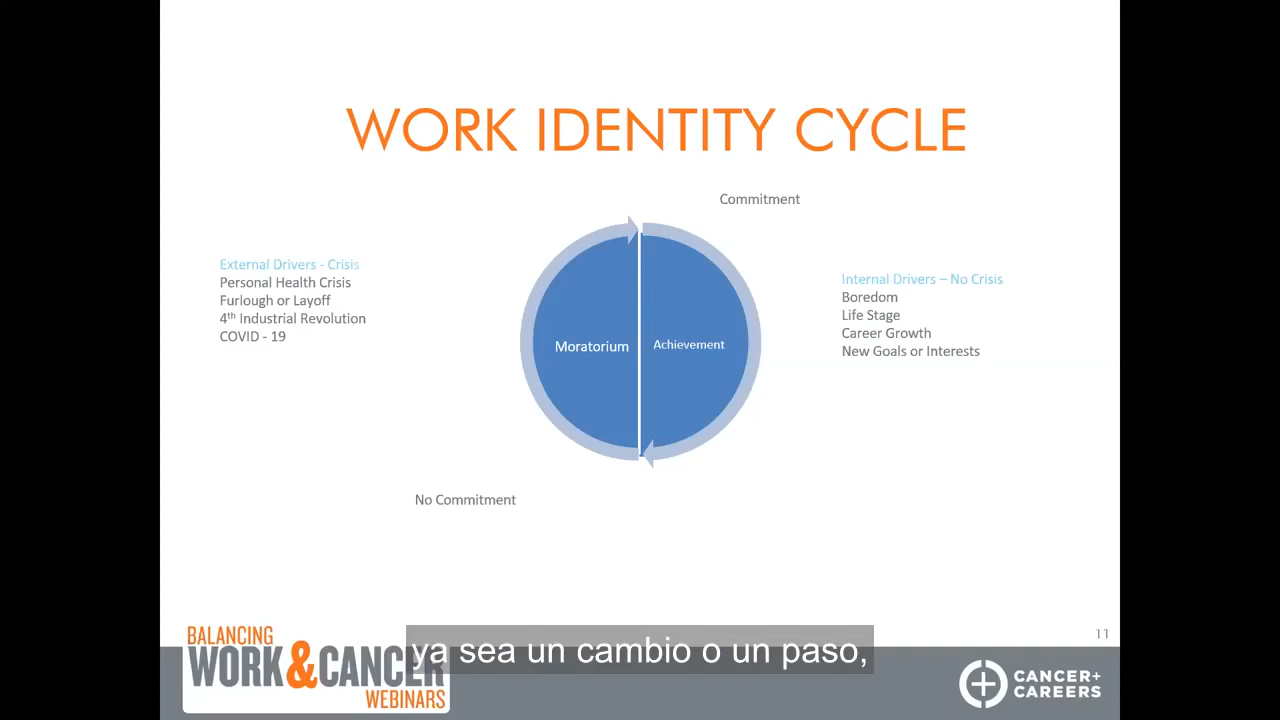 WORK IDENTITY CYCLE
Commitment
External Drivers - Crisis
Personal Health Crisis
Furlough or Layoff
4th Industrial Revolution
COVID - 19
Moratorium
Achievement
Internal Drivers – No Crisis
Boredom
Life Stage
Career Growth
New Goals or Interests
No Commitment
11
BALANCING
WORK&CANCER
WEBINARS
ya sea un cambio o un paso,
CANCER+
CAREERS